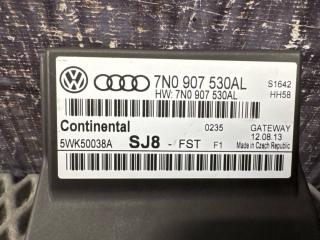 7N0 907 530AL
HW: 7N0 907 530AL
S1642
HH58
Continental
0235
GATEWAY
12.08.13
5WK50038A
SJ8 - FST F1
Made in Czech Republic